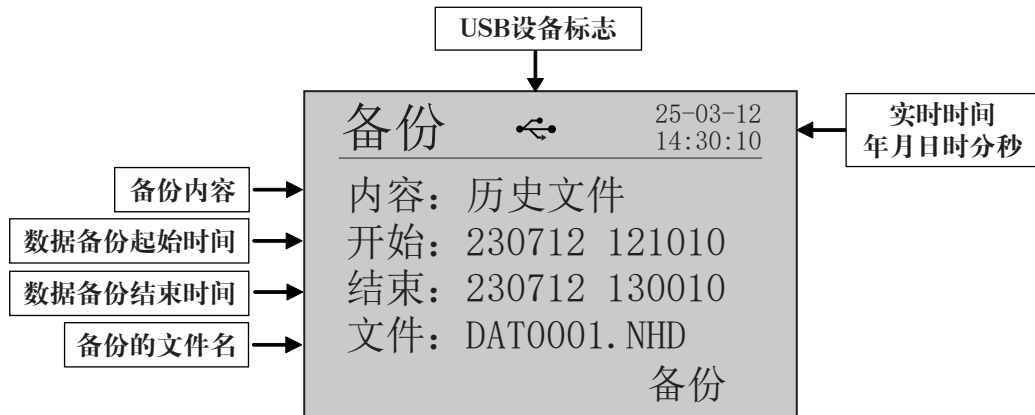 USB设备标志
备份
25-03-12
14:30:10
实时时间
年月日时分秒
备份内容
内容：历史文件
数据备份起始时间
开始：230712 121010
数据备份结束时间
结束：230712 130010
备份的文件名
文件：DAT0001.NHD
备份